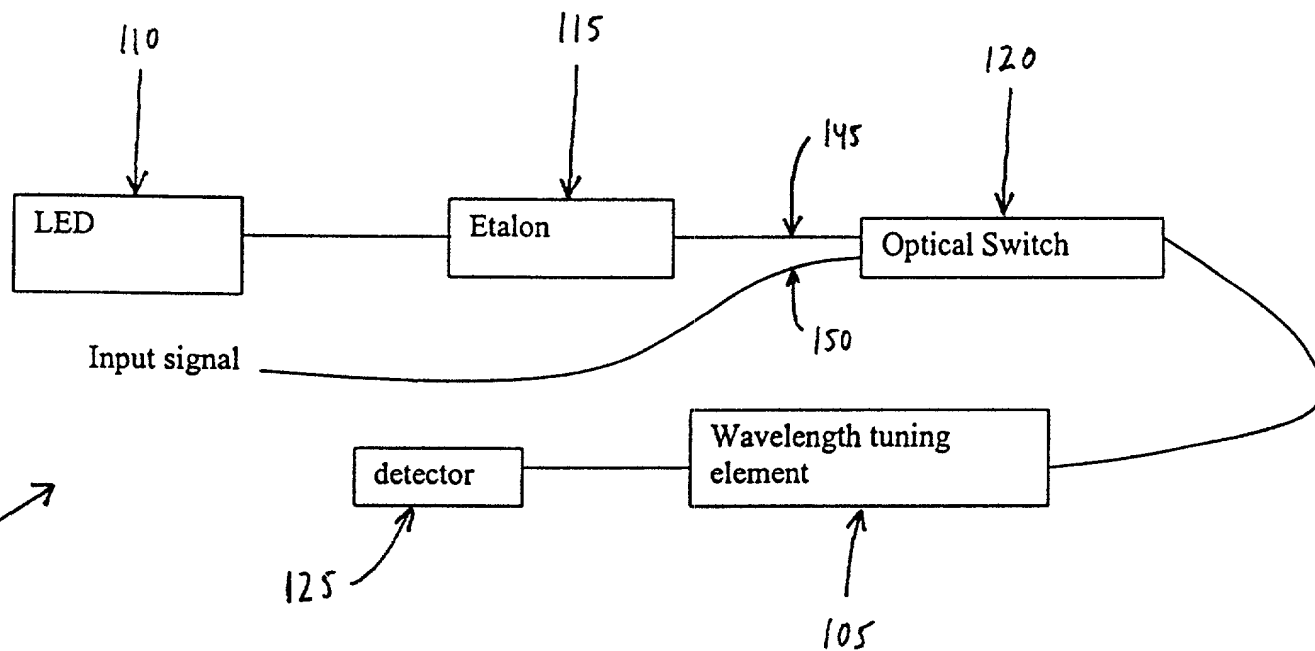 110
115
120
145
LED
Etalon
Optical Switch
150
Input signal
Wavelength tuning
element
detector
125
105